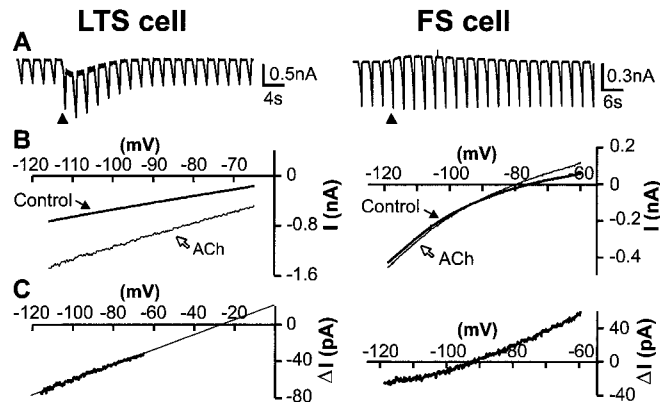 LTS cell
FS cell
A
0.5nA
4s
0.3nA
6s
B
(mV)
-120 -110 -100 -90 -80 -70
0
-0.8
-1.6
I (nA)
Control
ACh
(mV)
-120 -100 -80 -60
0.2
0
-0.2
-0.4
I (nA)
Control
ACh
C
(mV)
-120 -100 -80 -60 -40 -20
0
-40
-80
Δ I (pA)
(mV)
-120 -100 -80 -60
40
0
-40
Δ I (pA)